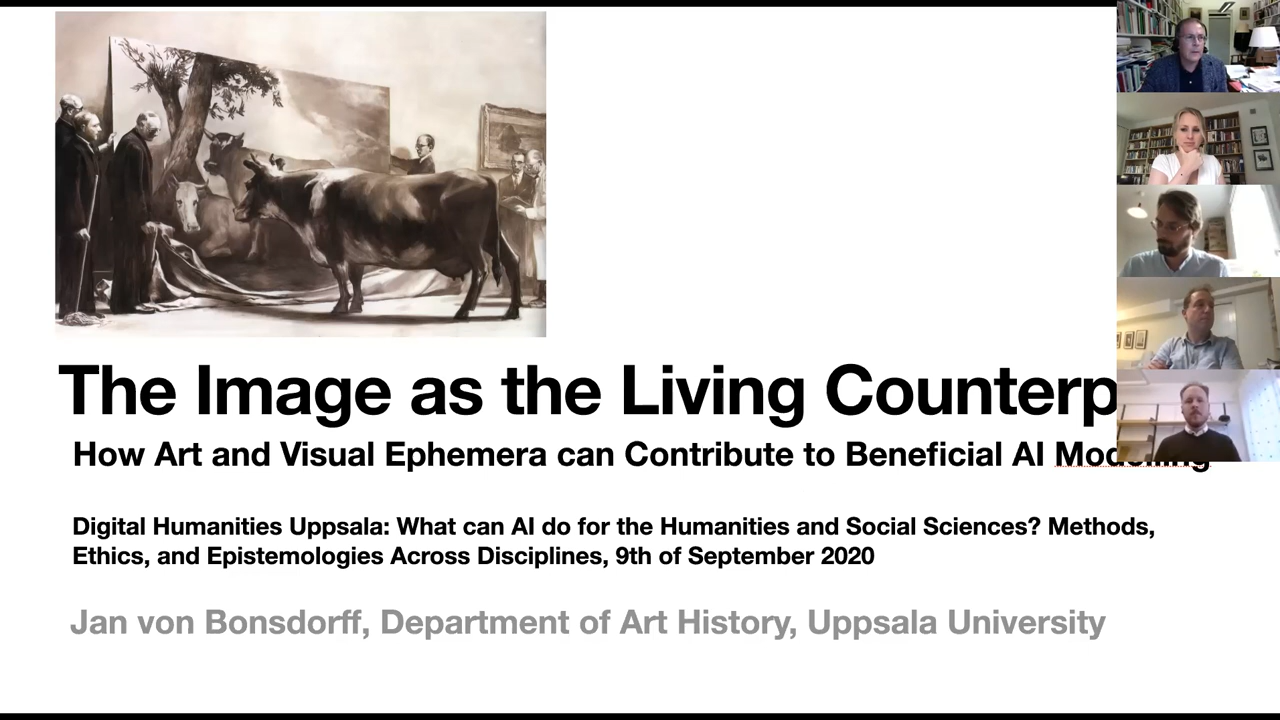 The Image as the Living Counterp
How Art and Visual Ephemera can Contribute to Beneficial AI
Digital Humanities Uppsala: What can AI do for the Humanities and Social Sciences? Methods,
Ethics, and Epistemologies Across Disciplines, 9th of September 2020
Jan von Bonsdorff, Department of Art History, Uppsala University